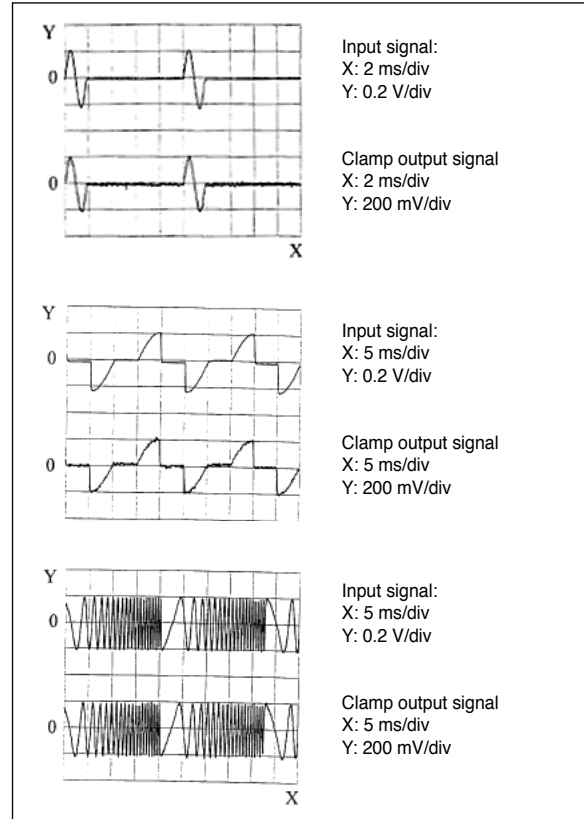 Y
0
Input signal:
X: 2 ms/div
Y: 0.2 V/div
0
Clamp output signal
X: 2 ms/div
Y: 200 mV/div
X
Y
0
Input signal:
X: 5 ms/div
Y: 0.2 V/div
0
Clamp output signal
X: 5 ms/div
Y: 200 mV/div
Y
0
Input signal:
X: 5 ms/div
Y: 0.2 V/div
0
Clamp output signal
X: 5 ms/div
Y: 200 mV/div
X